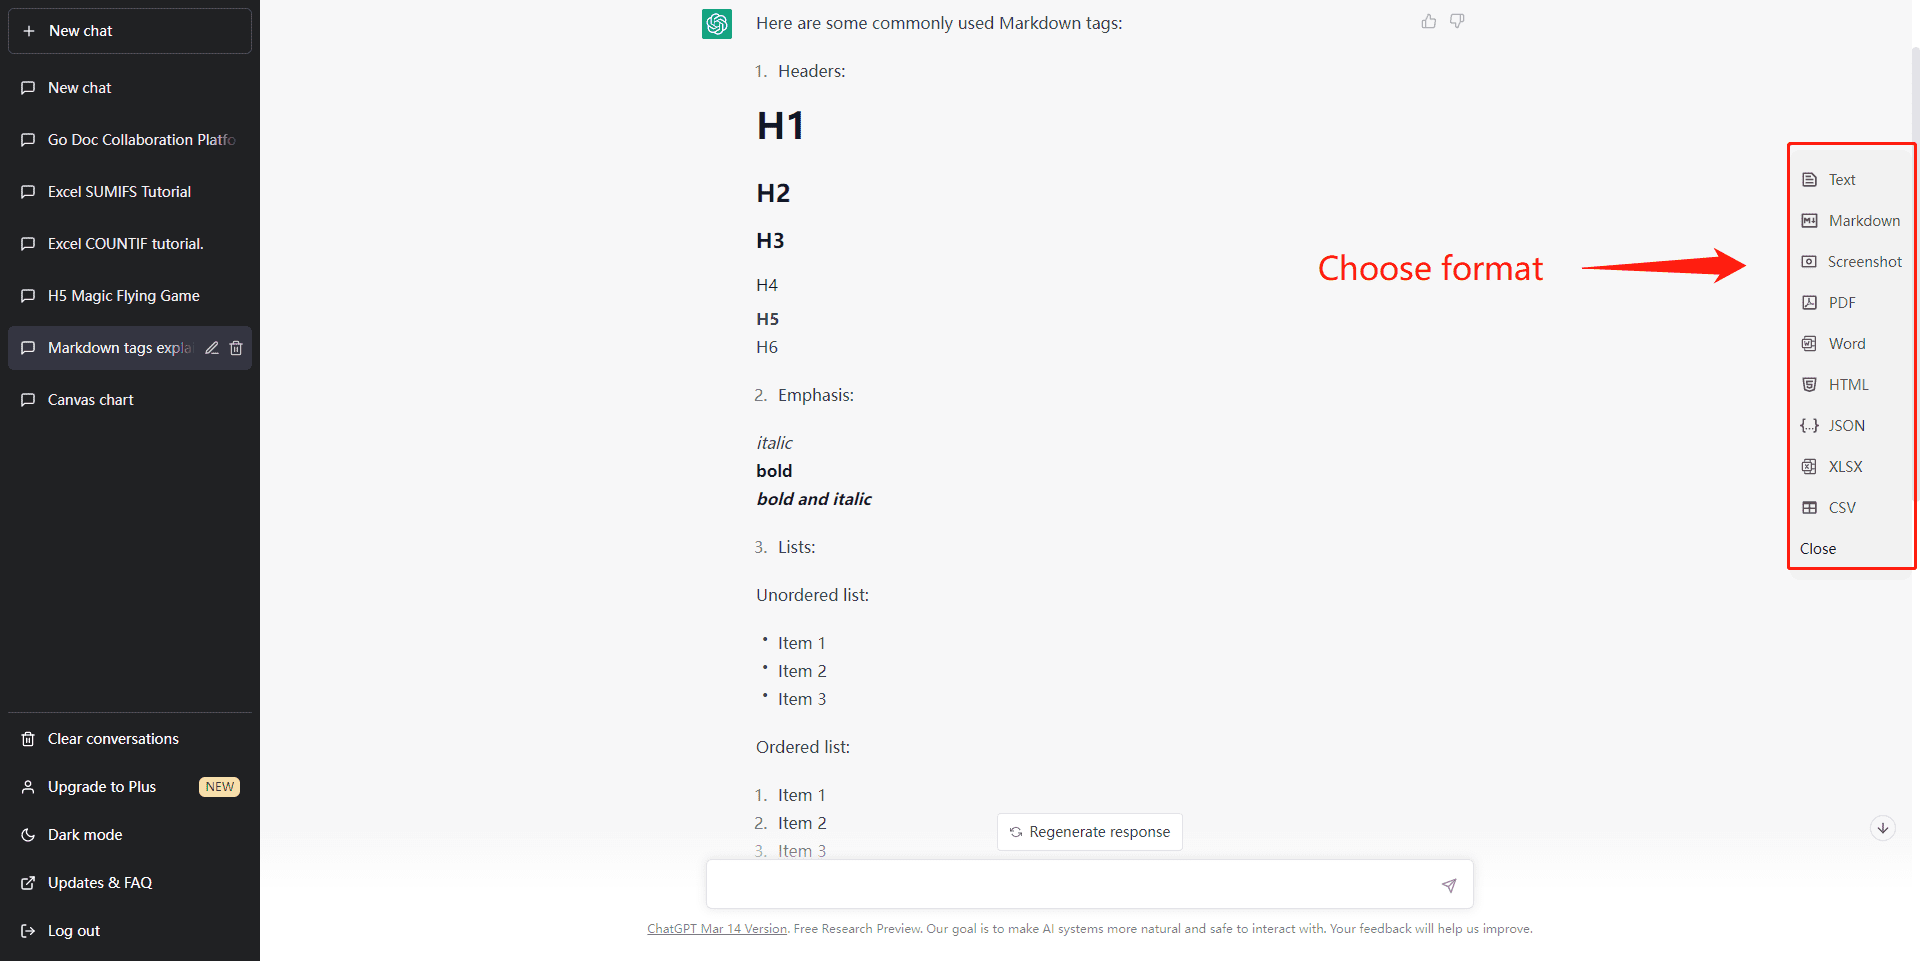 New chat
New chat
Go Doc Collaboration Platfo
Excel SUMIFS Tutorial
Excel COUNTIF tutorial.
H5 Magic Flying Game
Markdown tags expla
Canvas chart
Clear conversations
Upgrade to Plus NEW
Dark mode
Updates & FAQ
Log out
Here are some commonly used Markdown tags:
1. Headers:
H1
H2
H3
H4
H5
H6
2. Emphasis:
italic
bold
bold and italic
3. Lists:
Unordered list:
• Item 1
• Item 2
• Item 3
Ordered list:
1. Item 1
2. Item 2
3. Item 3
Regenerate response
ChatGPT Mar 14 Version. Free Research Preview. Our goal is to make AI systems more natural and safe to interact with. Your feedback will help us improve.
Choose format
Text
Markdown
Screenshot
PDF
Word
HTML
{...} JSON
XLSX
CSV
Close